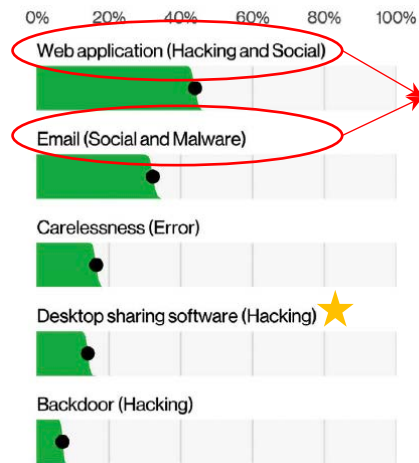 0% 20% 40% 60% 80% 100%
Web application (Hacking and Social)
Email (Social and Malware)
Carelessness (Error)
Desktop sharing software (Hacking)
Backdoor (Hacking)